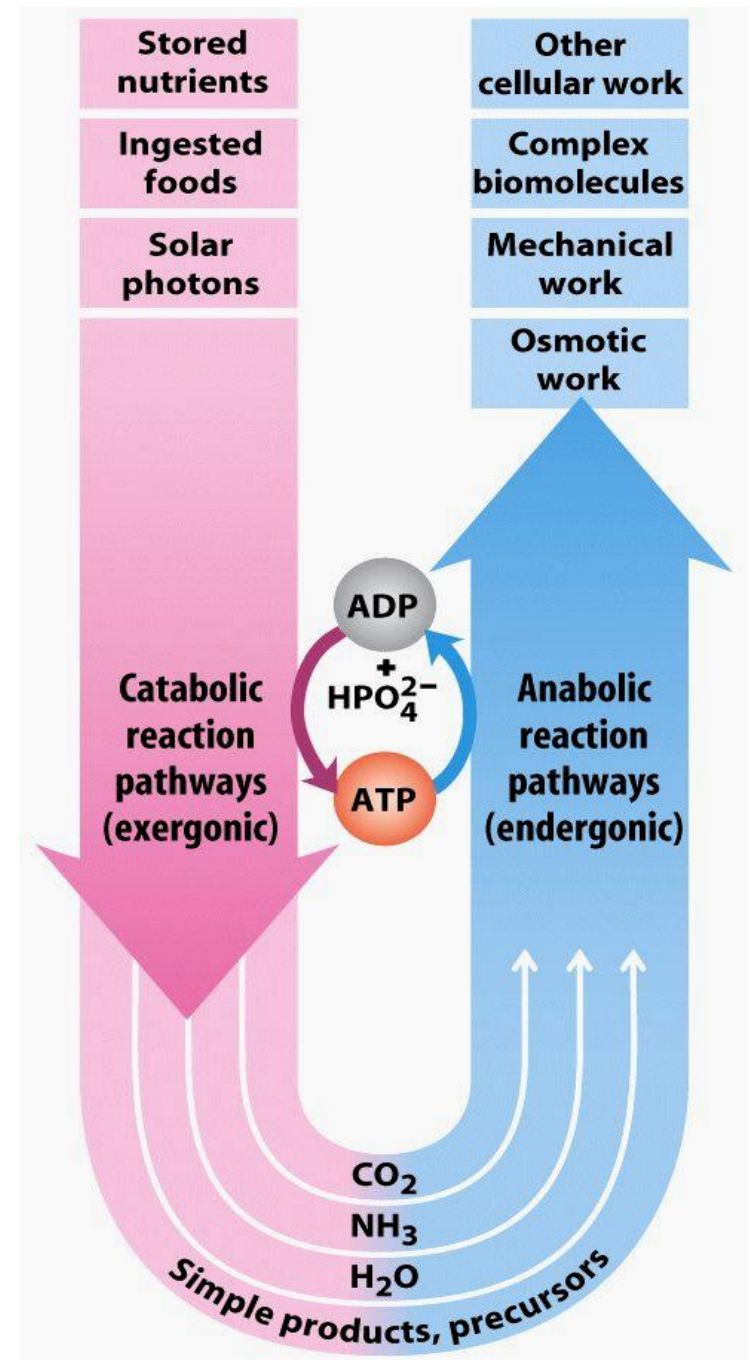 Stored
nutrients
Ingested
foods
Solar
photons
Other
cellular work
Complex
biomolecules
Mechanical
work
Osmotic
work
Catabolic
reaction
pathways
(exergonic)
ADP
+
HPO₄²⁻
ATP
Anabolic
reaction
pathways
(endergonic)
CO₂
NH₃
H₂O
Simple products, precursors